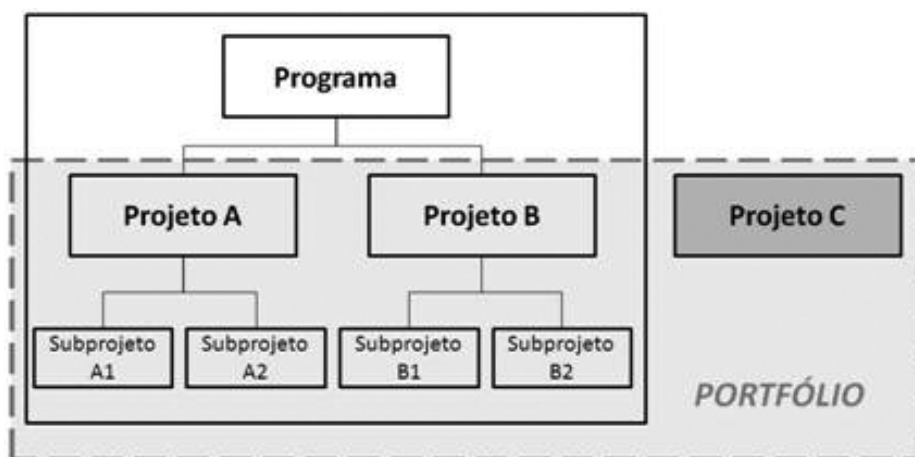 Programa
Projeto A
Projeto B
Projeto C
Subprojeto
A1
Subprojeto
A2
Subprojeto
B1
Subprojeto
B2
PORTFÓLIO